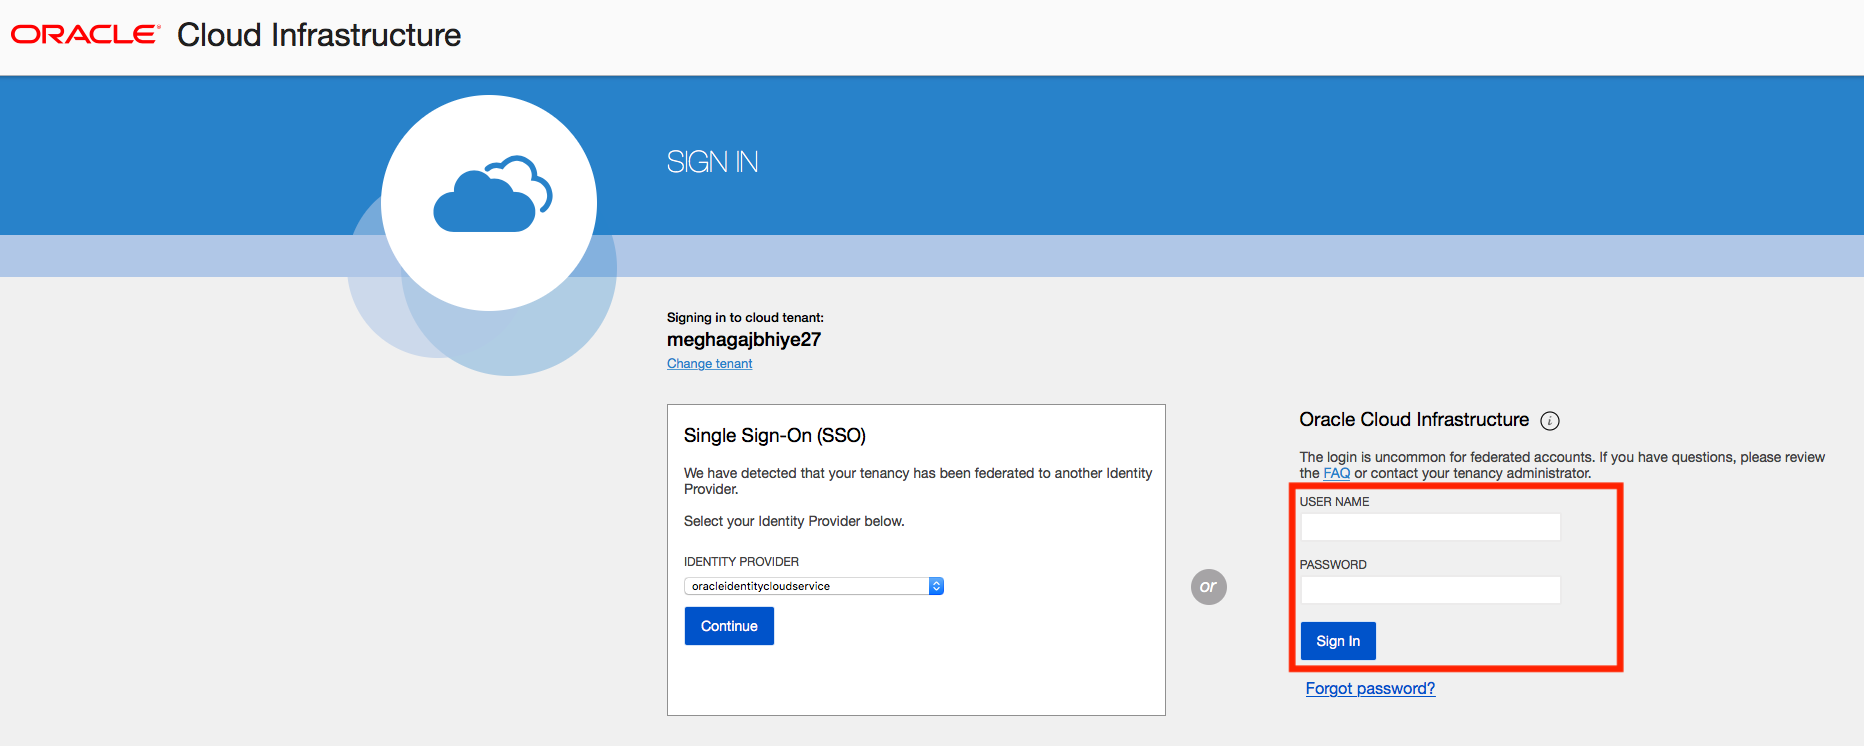 ORACLE® Cloud Infrastructure
SIGN IN
Signing in to cloud tenant:
meghagajbhiye27
Change tenant
Single Sign-On (SSO)
We have detected that your tenancy has been federated to another Identity
Provider.
Select your Identity Provider below.
IDENTITY PROVIDER
oracleidentitycloudservice
Continue
or
Oracle Cloud Infrastructure i
The login is uncommon for federated accounts. If you have questions, please review
the FAQ or contact your tenancy administrator.
USER NAME
PASSWORD
Sign In
Forgot password?